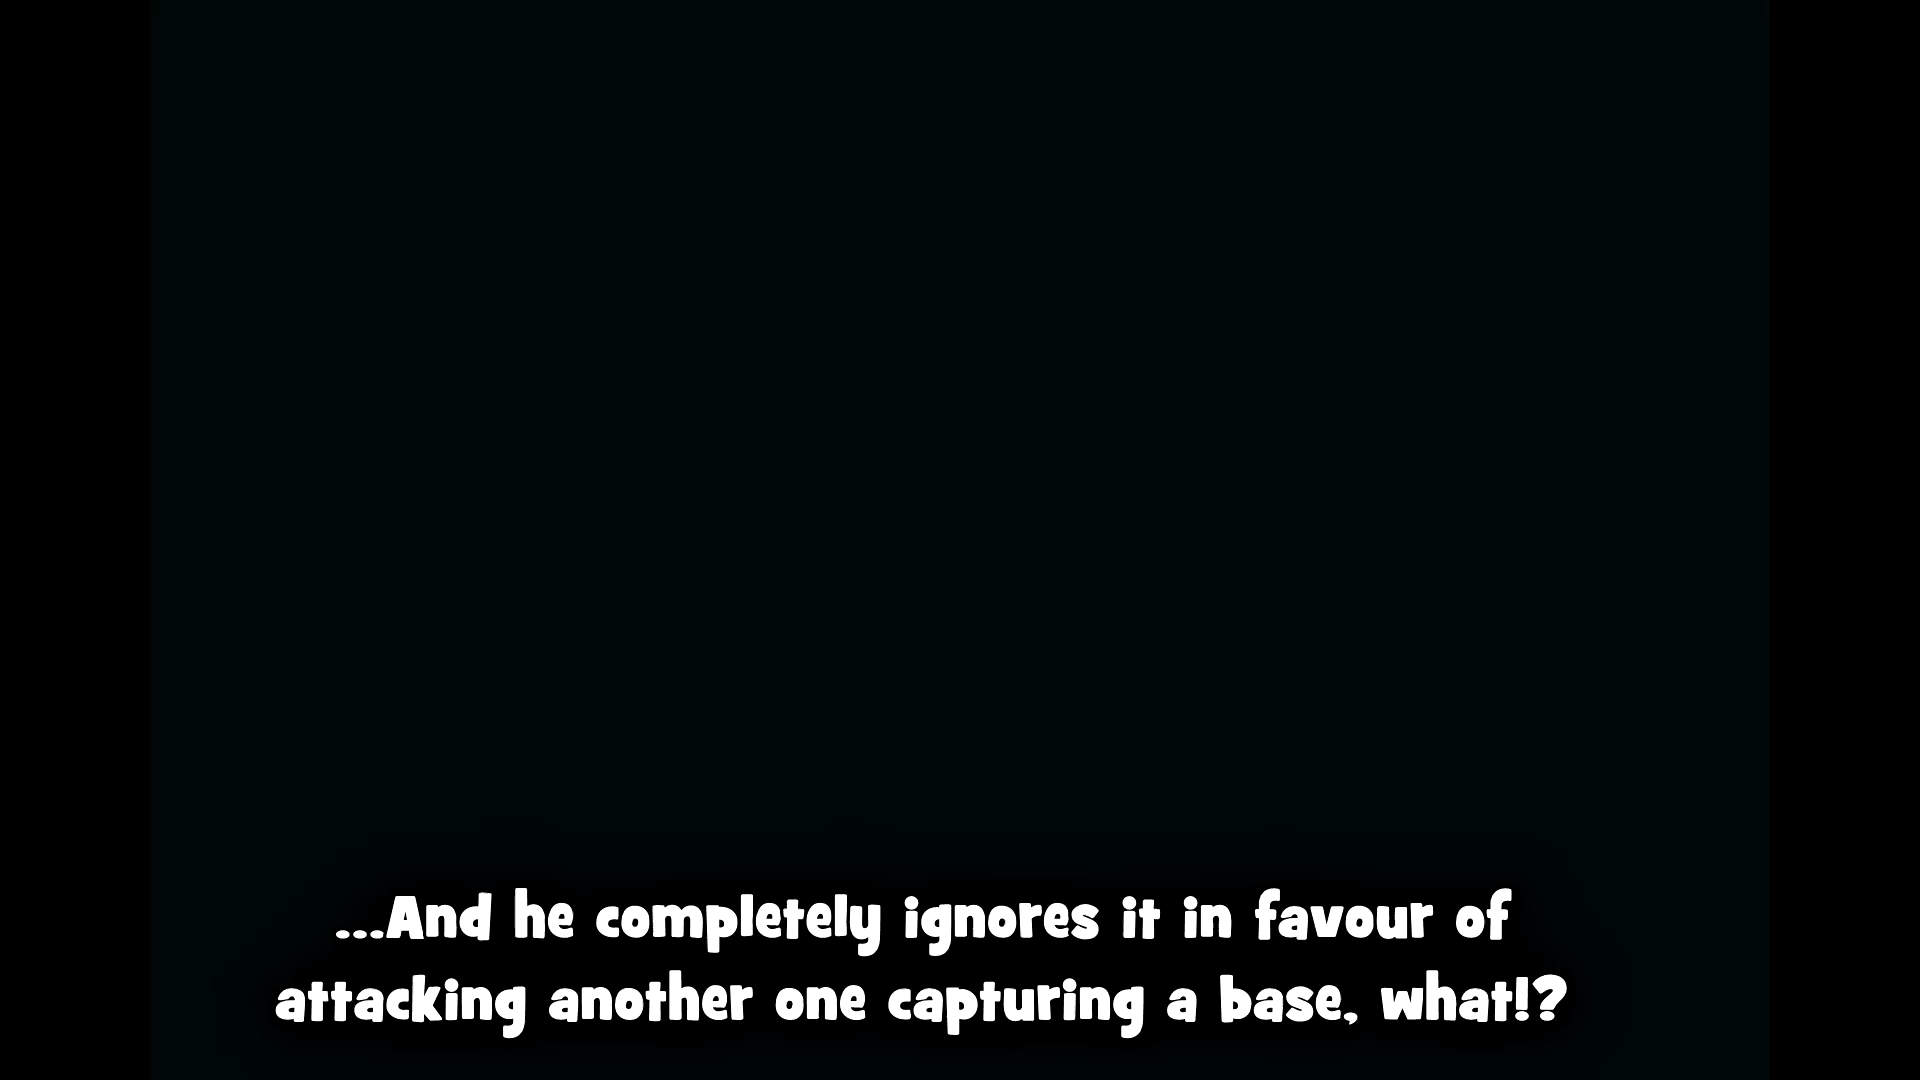 ...And he completely ignores it in favour of
attacking another one capturing a base, what!?